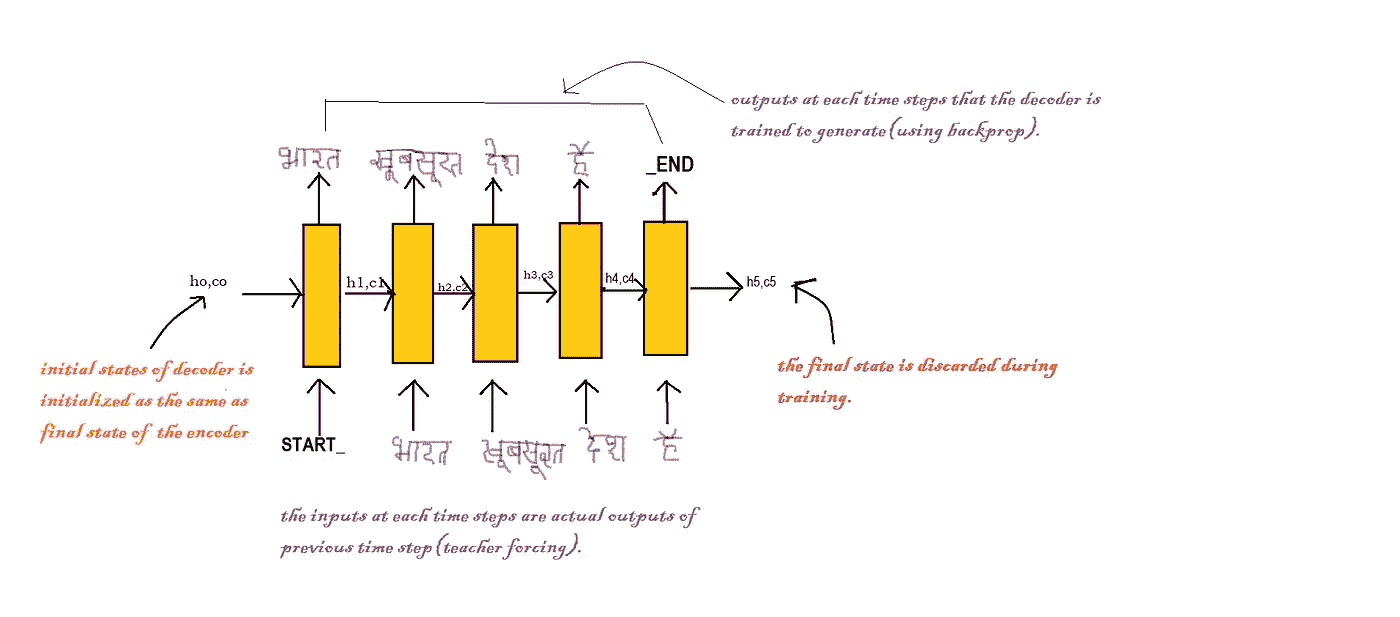 outputs at each time steps that the decoder is
trained to generate (using backprop).
भारत खूबसूरत देश है _END
ho,co h1,c1 h2,c2 h3,c3 h4,c4 h5,c5
initial states of decoder is
initialized as the same as
final state of the encoder
the final state is discarded during
training.
START_ भारत खूबसूरत देश है
the inputs at each time steps are actual outputs of
previous time step (teacher forcing).